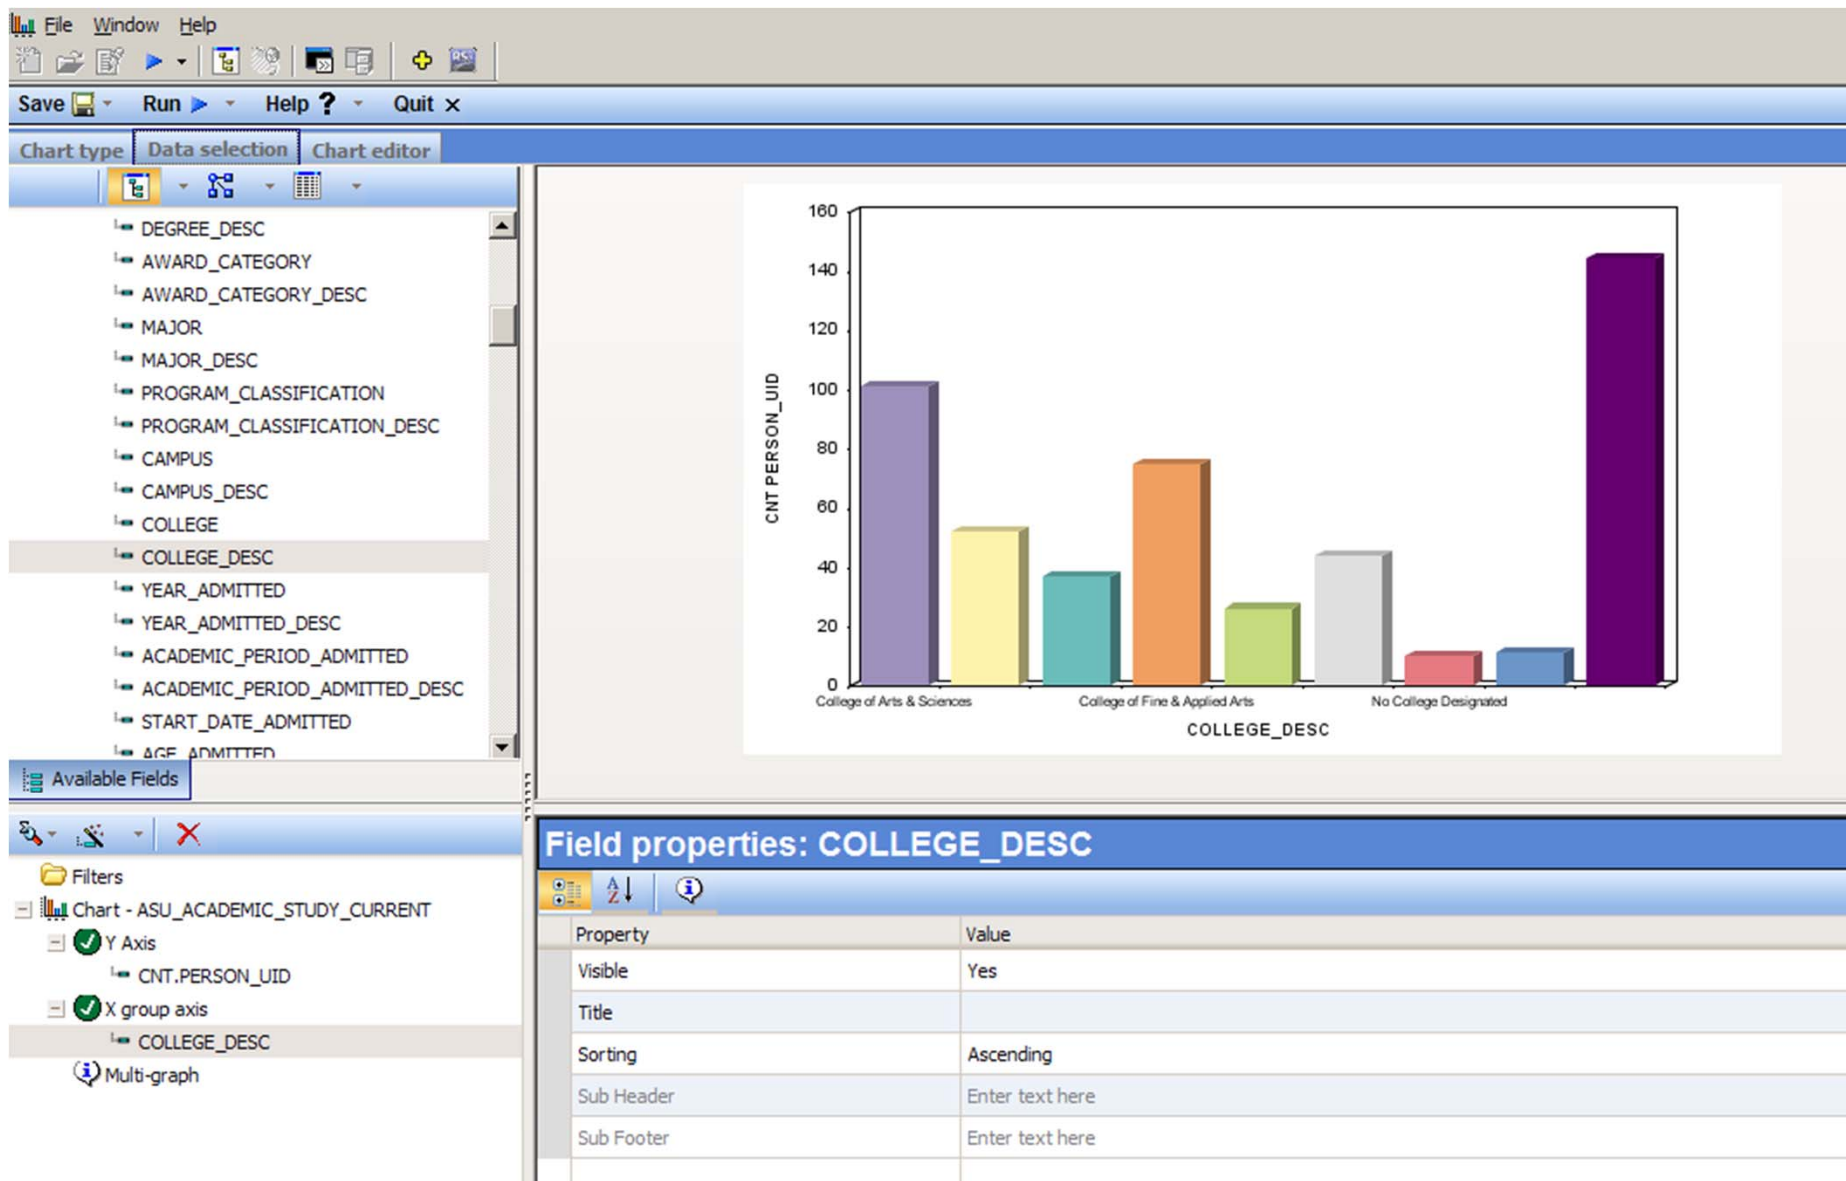 File Window Help
Save Run Help ? Quit x
Chart type Data selection Chart editor
DEGREE_DESC
AWARD_CATEGORY
AWARD_CATEGORY_DESC
MAJOR
MAJOR_DESC
PROGRAM_CLASSIFICATION
PROGRAM_CLASSIFICATION_DESC
CAMPUS
CAMPUS_DESC
COLLEGE
COLLEGE_DESC
YEAR_ADMITTED
YEAR_ADMITTED_DESC
ACADEMIC_PERIOD_ADMITTED
ACADEMIC_PERIOD_ADMITTED_DESC
START_DATE_ADMITTED
AGE_ADMITTED
Available Fields
Filters
Chart - ASU_ACADEMIC_STUDY_CURRENT
Y Axis
CNT.PERSON_UID
X group axis
COLLEGE_DESC
Multi-graph
160
140
120
100
80
60
40
20
0
CNT PERSON_UID
College of Arts & Sciences College of Fine & Applied Arts No College Designated
COLLEGE_DESC
Field properties: COLLEGE_DESC
Property Value
Visible Yes
Title
Sorting Ascending
Sub Header Enter text here
Sub Footer Enter text here